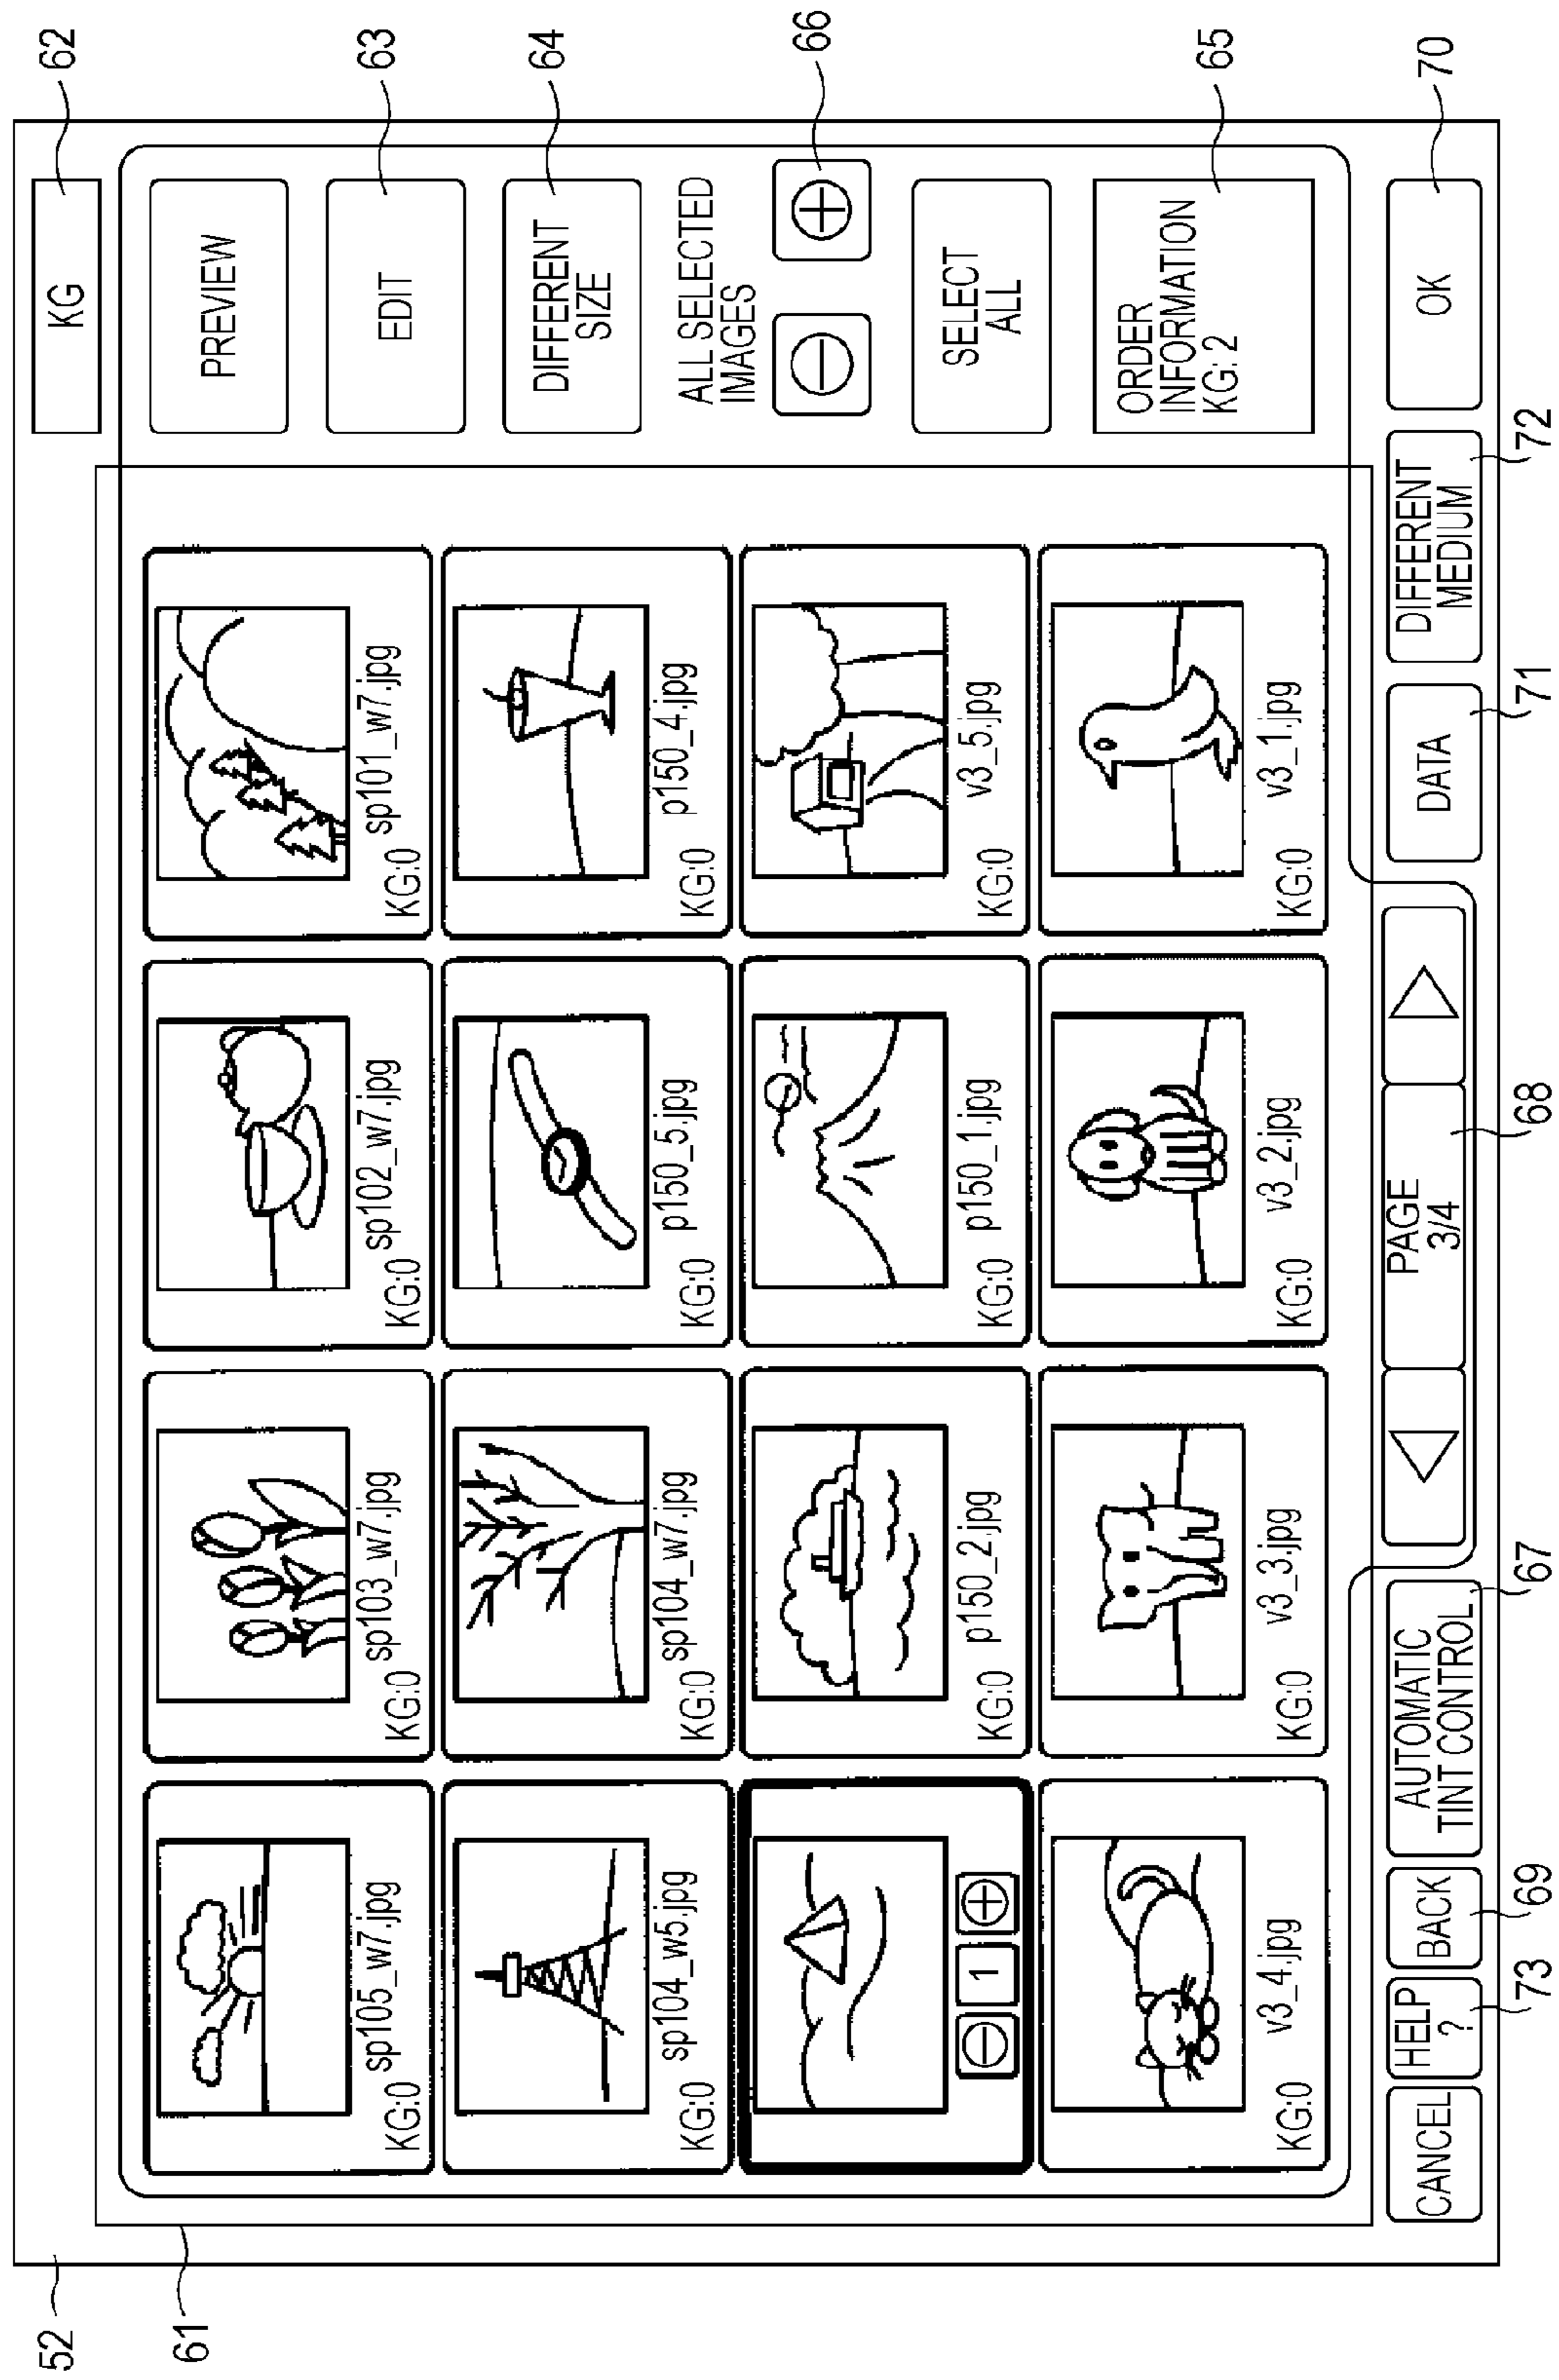 52
61
KG
62
sp105_w7.jpg
KG:0
sp103_w7.jpg
KG:0
sp102_w7.jpg
KG:0
sp101_w7.jpg
KG:0
PREVIEW
63
EDIT
sp104_w5.jpg
KG:0
sp104_w7.jpg
KG:0
p150_5.jpg
KG:0
p150_4.jpg
KG:0
64
DIFFERENT
SIZE
ALL SELECTED
IMAGES
66
1
p150_2.jpg
KG:0
p150_1.jpg
KG:0
v3_5.jpg
KG:0
SELECT
ALL
65
ORDER
INFORMATION
KG: 2
v3_4.jpg
KG:0
v3_3.jpg
KG:0
v3_2.jpg
KG:0
v3_1.jpg
KG:0
CANCEL
HELP
?
BACK
AUTOMATIC
TINT CONTROL
PAGE
3/4
DATA
DIFFERENT
MEDIUM
OK
70
73
69
67
68
71
72